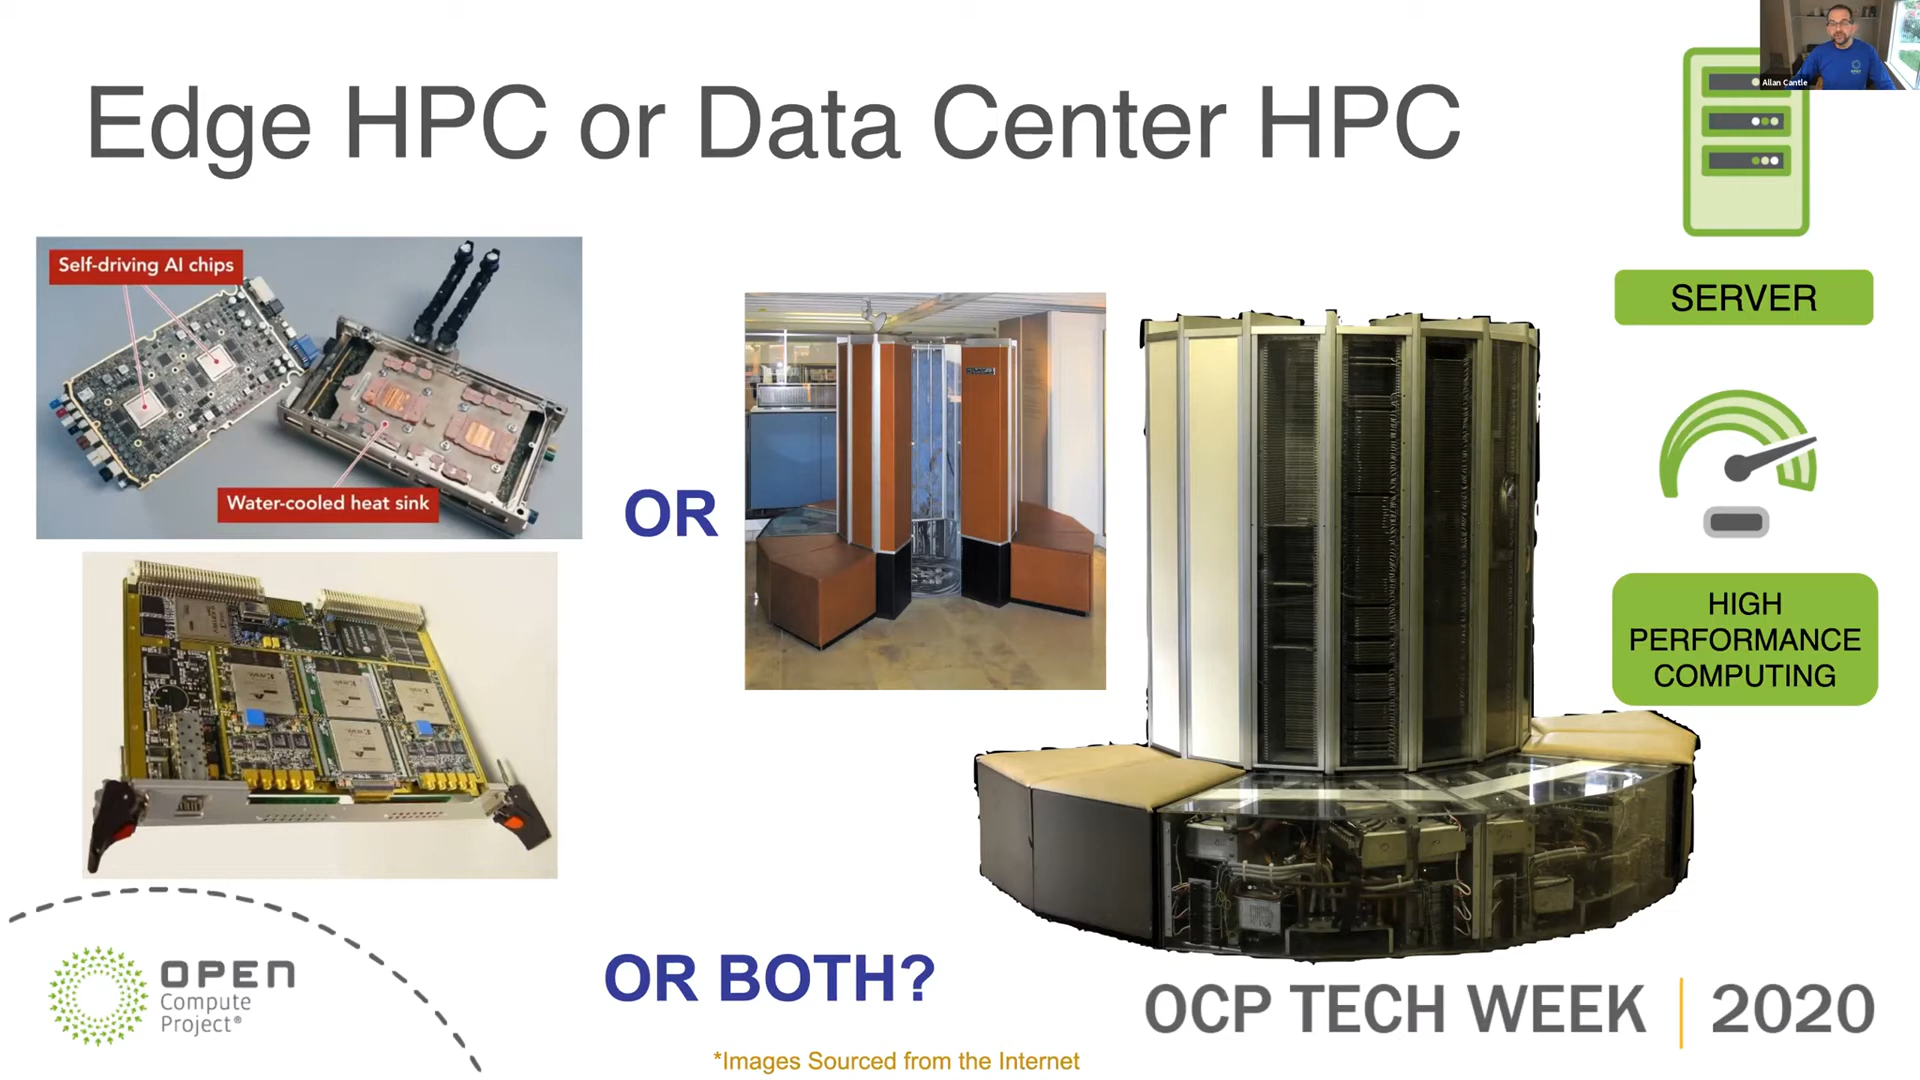 Edge HPC or Data Center HPC
Allan Cantle
Self-driving AI chips
Water-cooled heat sink
OR
SERVER
HIGH
PERFORMANCE
COMPUTING
OR BOTH?
OPEN
Compute
Project®
OCP TECH WEEK | 2020
*Images Sourced from the Internet